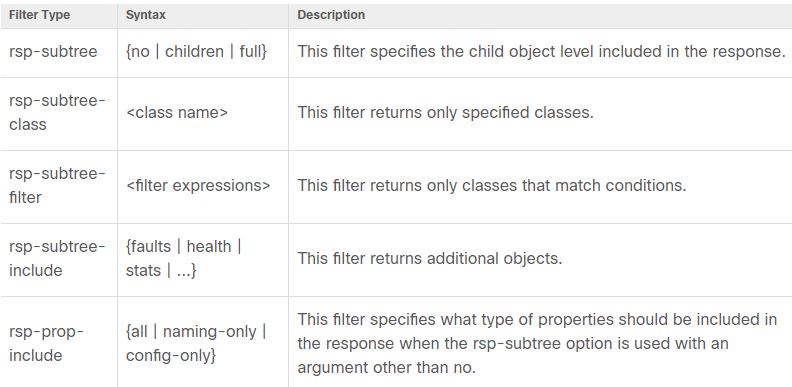 Filter Type Syntax Description
rsp-subtree {no | children | full} This filter specifies the child object level included in the response.
rsp-subtree-
class
<class name> This filter returns only specified classes.
rsp-subtree-
filter
<filter expressions> This filter returns only classes that match conditions.
rsp-subtree-
include
{faults | health |
stats | ...}
This filter returns additional objects.
rsp-prop-
include
{all | naming-only |
config-only}
This filter specifies what type of properties should be included in
the response when the rsp-subtree option is used with an
argument other than no.